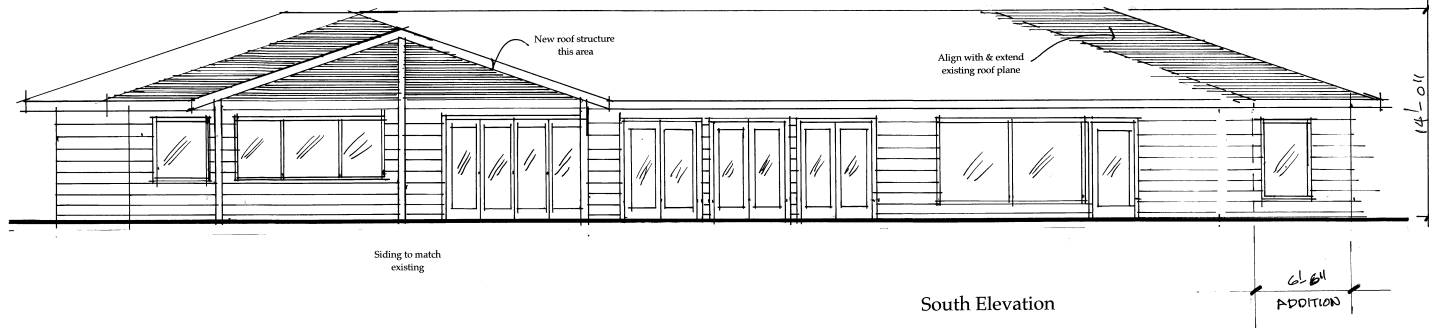 New roof structure
this area
Align with & extend
existing roof plane
14'-0"
Siding to match
existing
South Elevation
6'-6"
ADDITION